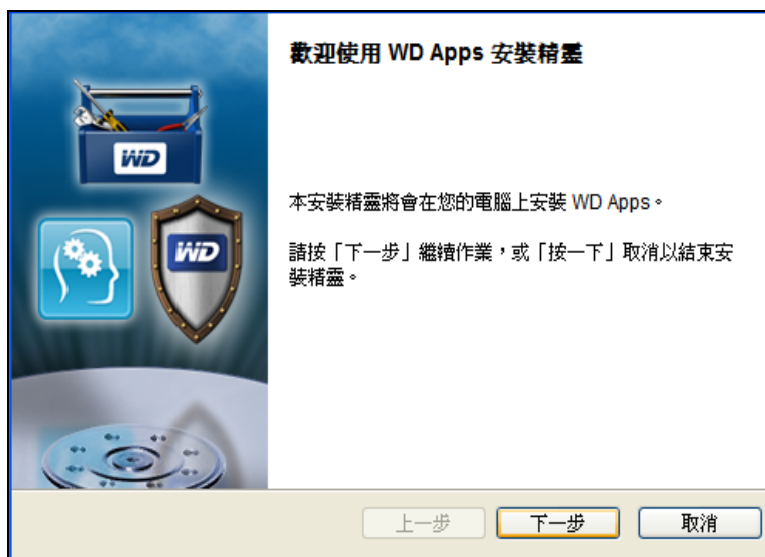 歡迎使用 WD Apps 安裝精靈
WD
WD
本安裝精靈將會在您的電腦上安裝 WD Apps。
請按「下一步」繼續作業，或「按一下」取消以結束安
裝精靈。
上一步 下一步 取消